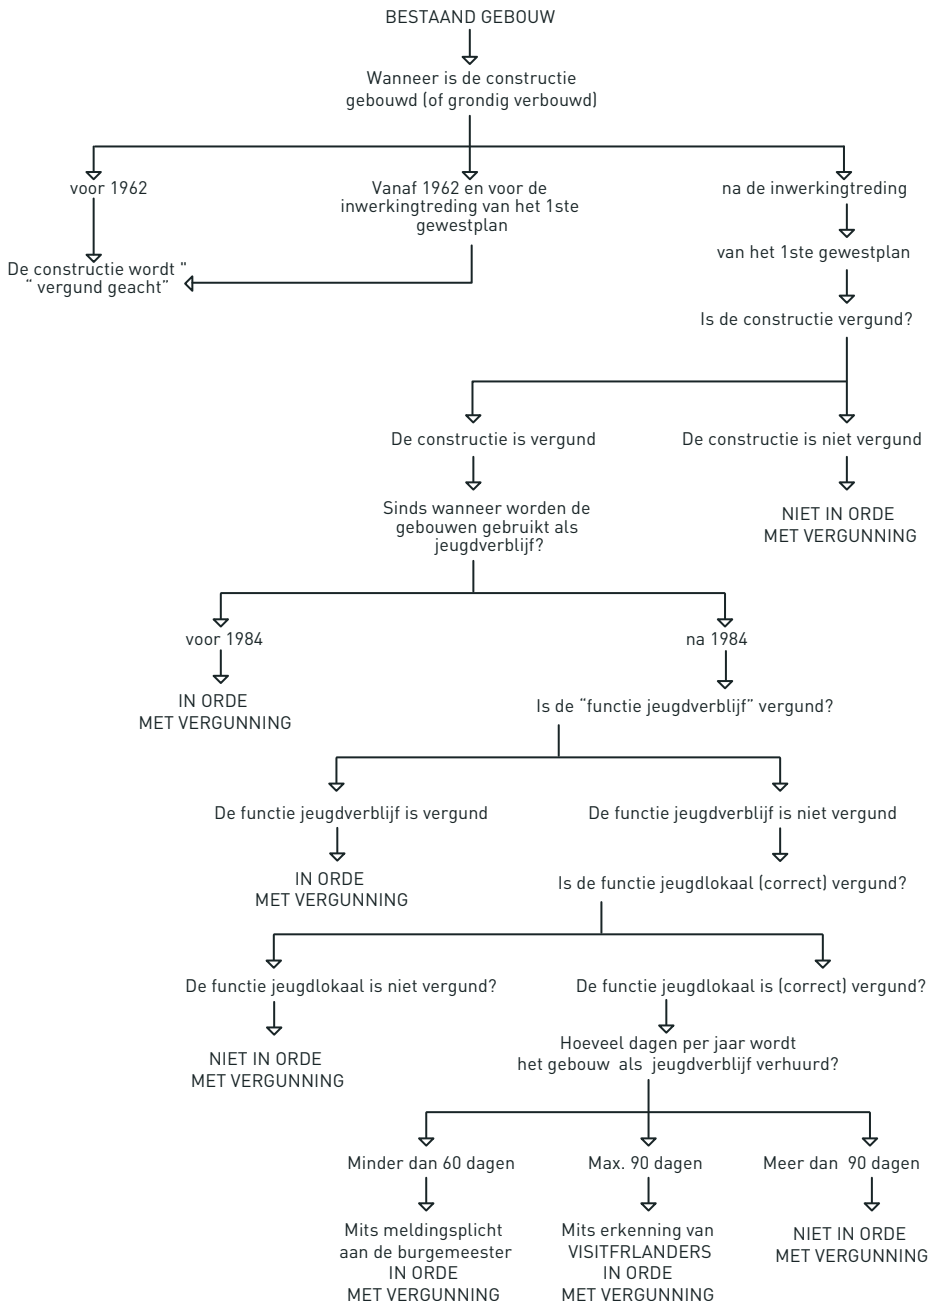 BESTAAND GEBOUW
Wanneer is de constructie
gebouwd (of grondig verbouwd)
voor 1962
Vanaf 1962 en voor de
inwerkingtreding van het 1ste
gewestplan
na de inwerkingtreding
van het 1ste gewestplan
De constructie wordt "
“ vergund geacht”
Is de constructie vergund?
De constructie is vergund
De constructie is niet vergund
Sinds wanneer worden de
gebouwen gebruikt als
jeugdverblijf?
NIET IN ORDE
MET VERGUNNING
voor 1984
na 1984
IN ORDE
MET VERGUNNING
Is de “functie jeugdverblijf” vergund?
De functie jeugdverblijf is vergund
De functie jeugdverblijf is niet vergund
IN ORDE
MET VERGUNNING
Is de functie jeugdlokaal (correct) vergund?
De functie jeugdlokaal is niet vergund?
De functie jeugdlokaal is (correct) vergund?
NIET IN ORDE
MET VERGUNNING
Hoeveel dagen per jaar wordt
het gebouw als jeugdverblijf verhuurd?
Minder dan 60 dagen
Max. 90 dagen
Meer dan 90 dagen
Mits meldingsplicht
aan de burgemeester
IN ORDE
MET VERGUNNING
Mits erkenning van
VISITFRLANDERS
IN ORDE
MET VERGUNNING
NIET IN ORDE
MET VERGUNNING